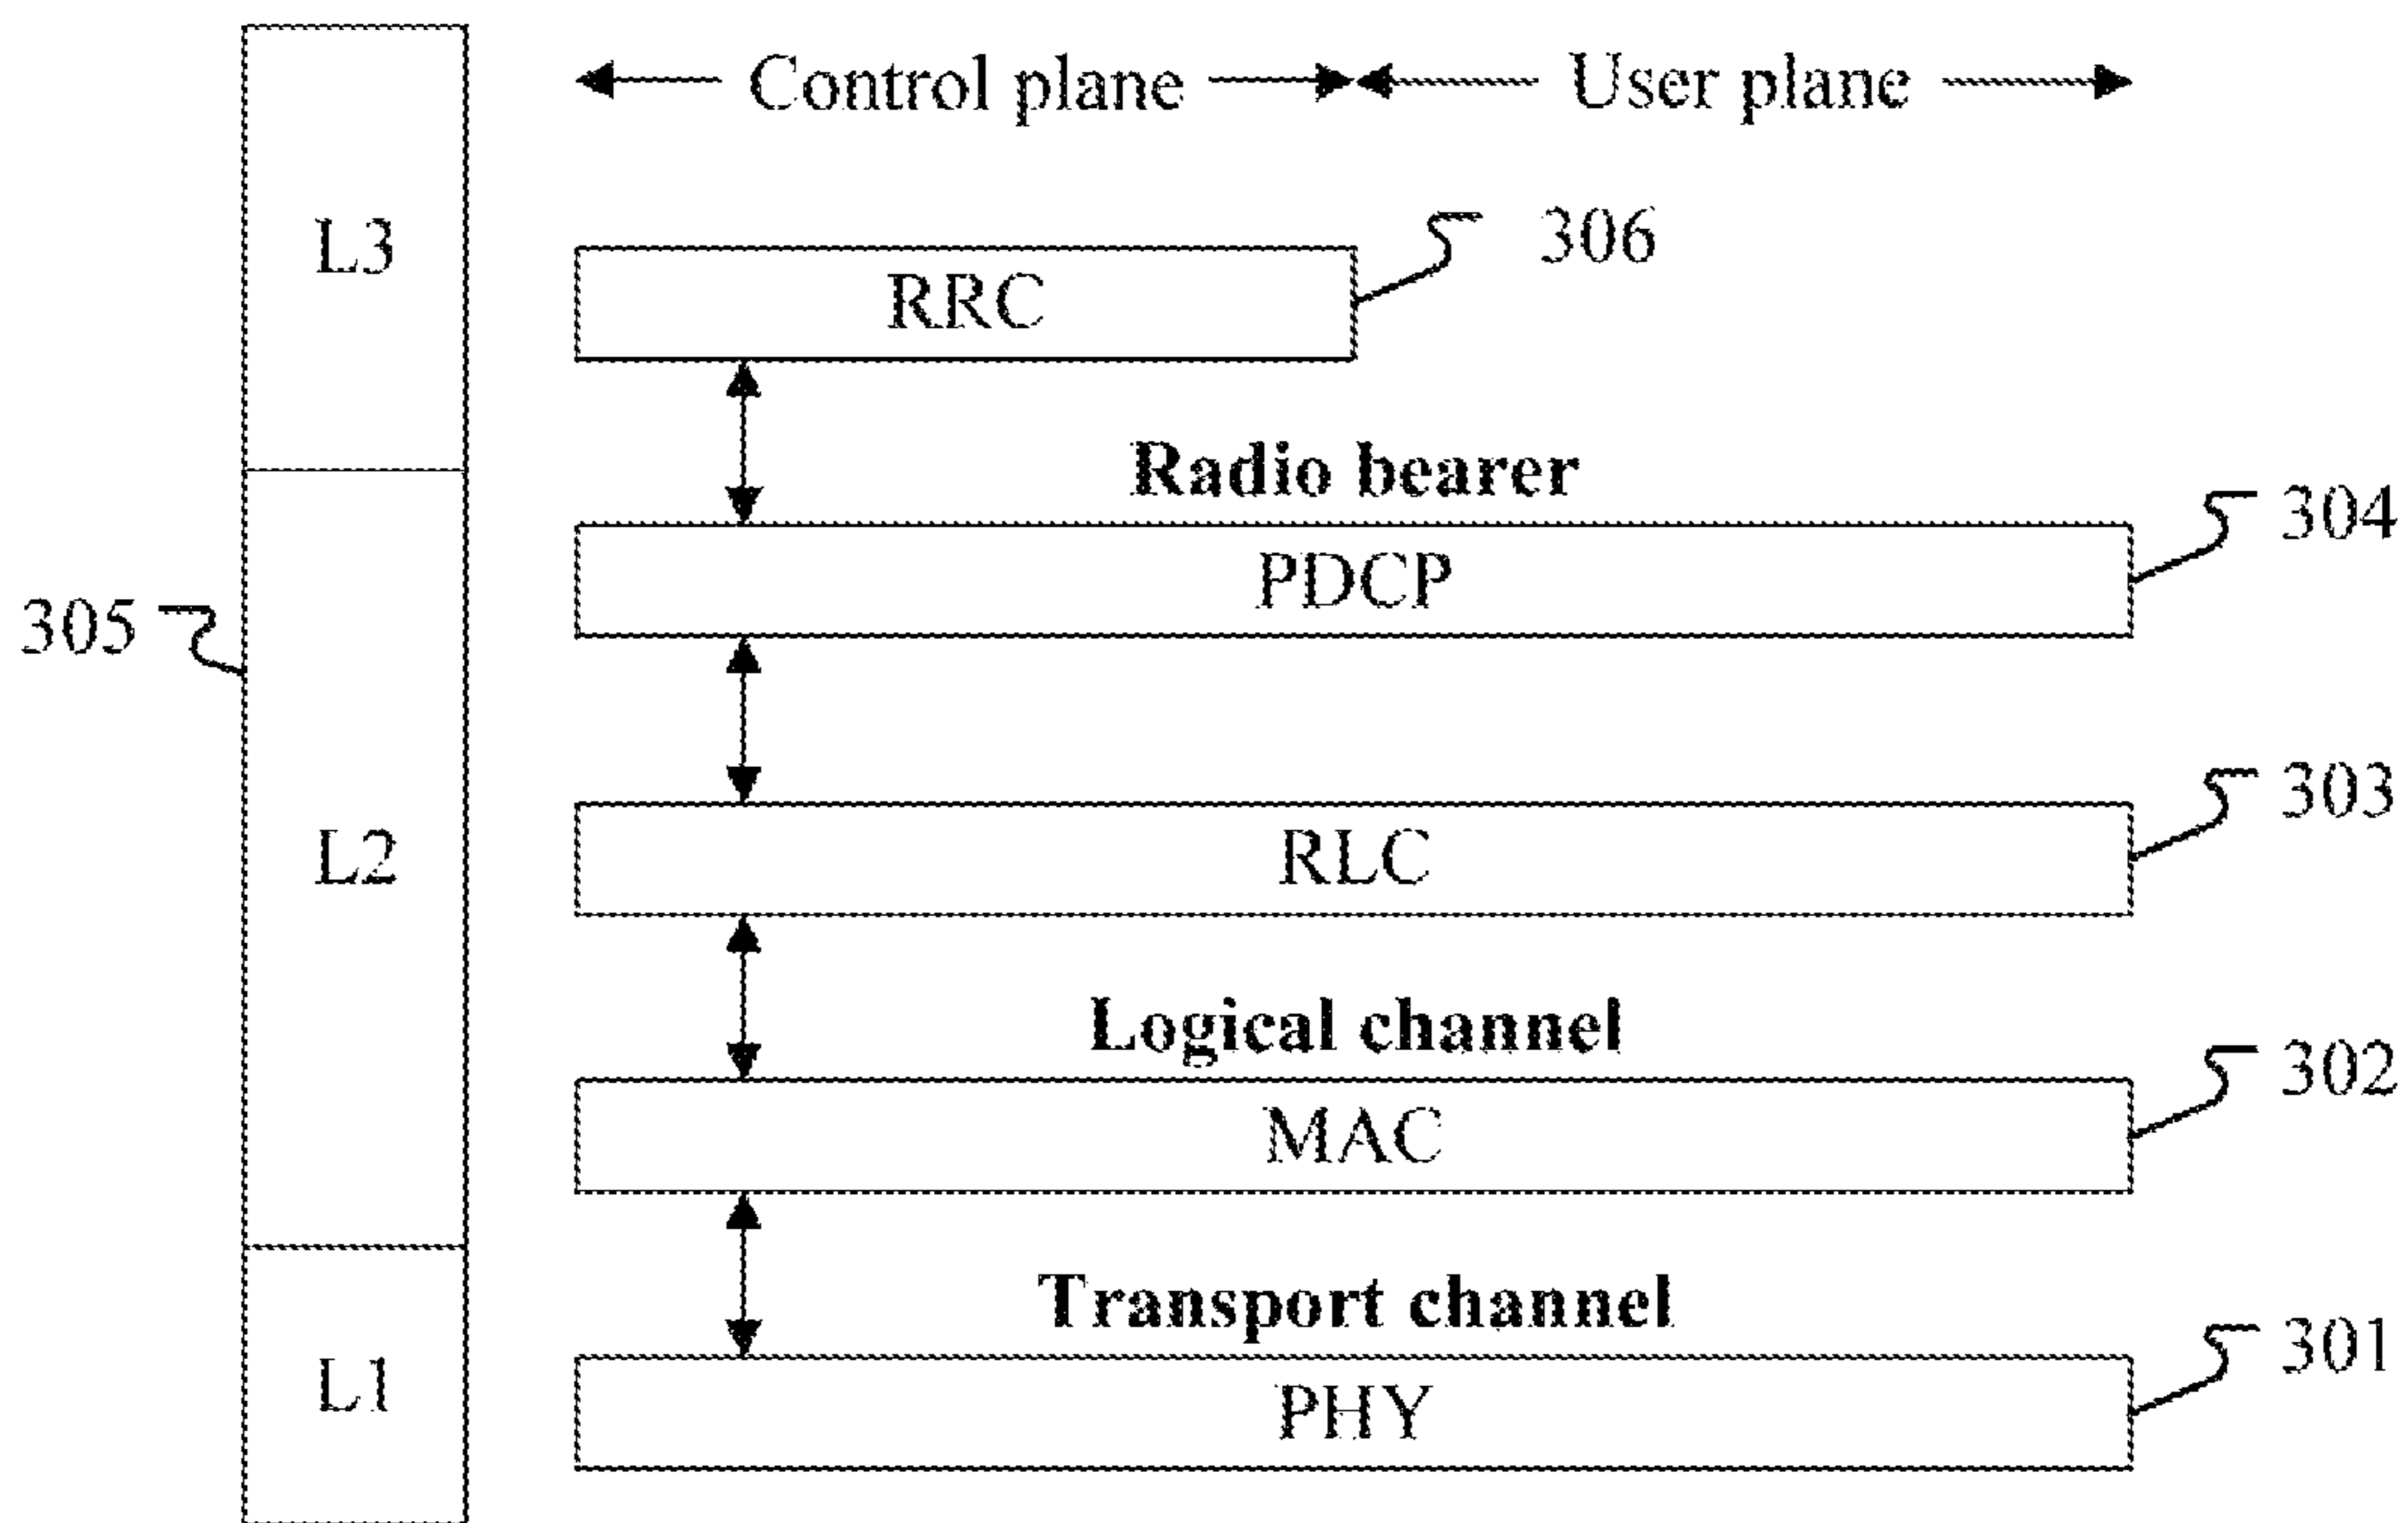 Control plane User plane
L3
RRC
306
Radio bearer
304
PDCP
305
303
L2
RLC
Logical channel
302
MAC
Transport channel
301
L1
PHY